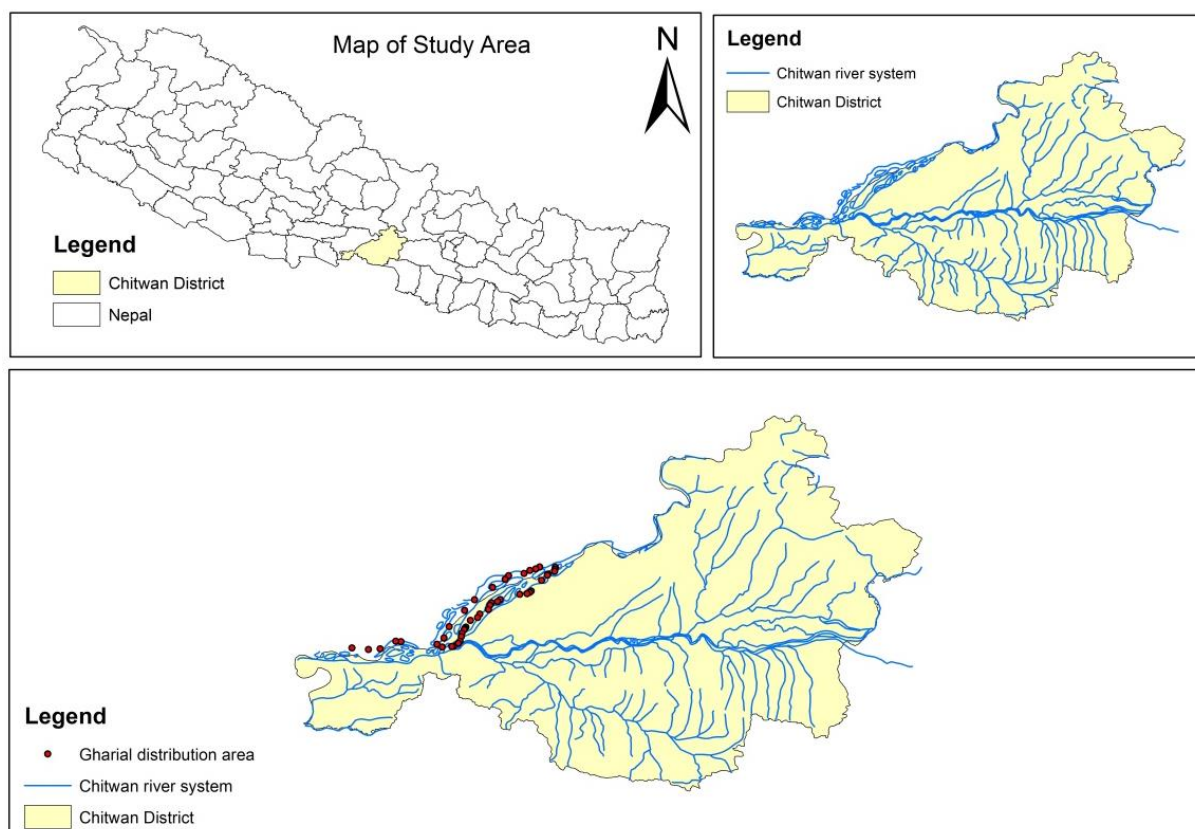 Map of Study Area
N
Legend
Chitwan District
Nepal
Legend
Chitwan river system
Chitwan District
Legend
Gharial distribution area
Chitwan river system
Chitwan District